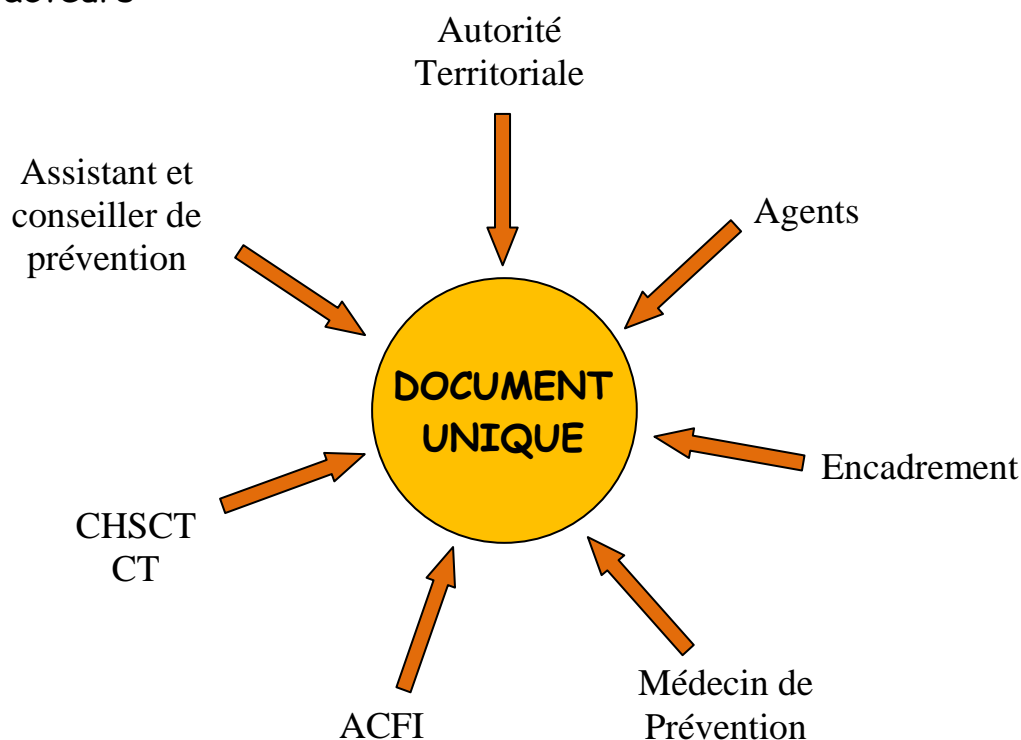 Autorité
Territoriale
Assistant et
conseiller de
prévention
Agents
DOCUMENT
UNIQUE
Encadrement
CHSCT
CT
Médecin de
Prévention
ACFI